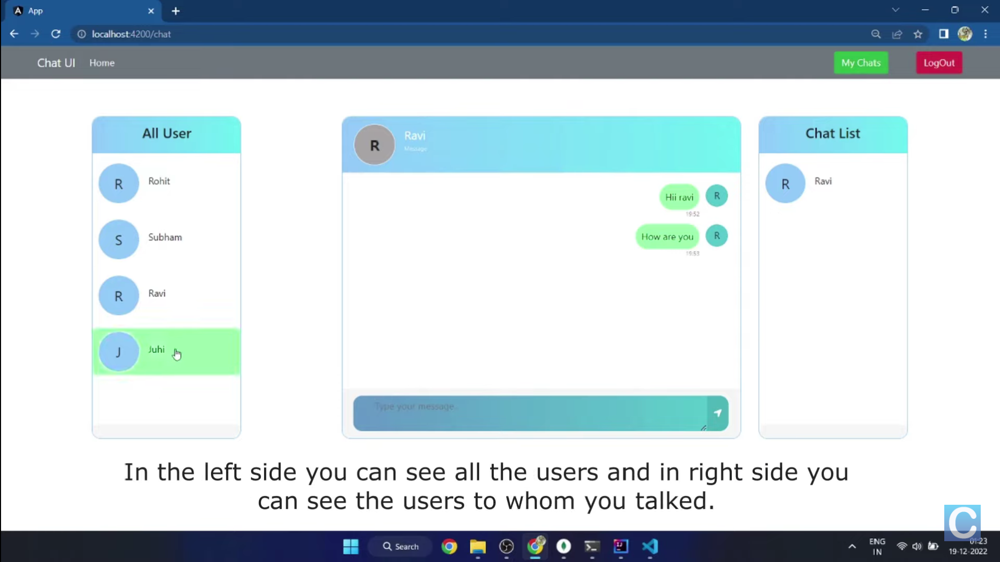 App
localhost:4200/chat
Chat UI
Home
My Chats
LogOut
All User
R
Rohit
S
Subham
R
Ravi
J
Juhi
R
Ravi
Message
Hii ravi
R
19:52
How are you
R
19:53
Type your message..
Chat List
R
Ravi
In the left side you can see all the users and in right side you
can see the users to whom you talked.
C
Search
ENG
IN
01:23
19-12-2022